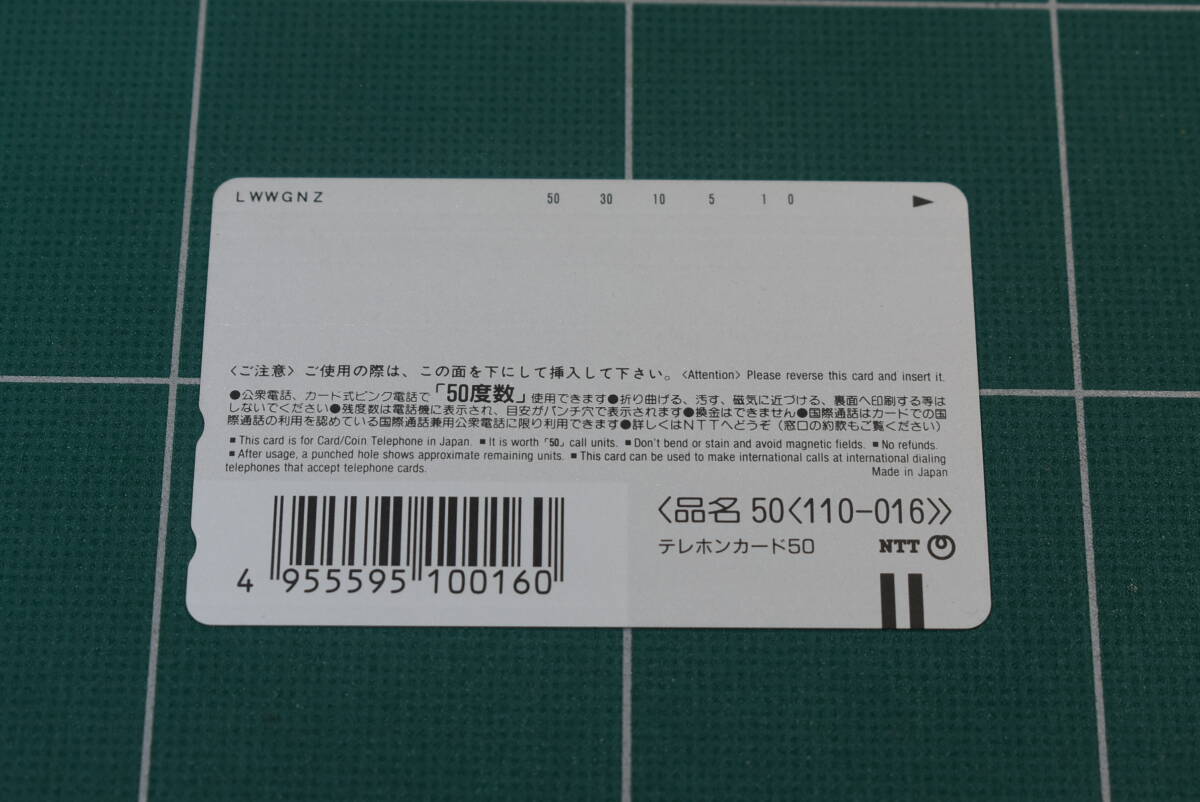 LWWGNZ 50 30 10 5 1 0
〈ご注意〉ご使用の際は、この面を下にして挿入して下さい。〈Attention〉Please reverse this card and insert it.
●公衆電話、カード式ピンク電話で「50度数」使用できます●折り曲げる、汚す、磁気に近づける、裏面へ印刷する等は
しないでください●残度数は電話機に表示され、目安がパンチ穴で表示されます●換金はできません●国際通話はカードでの国
際通話の利用を認めている国際通話兼用公衆電話に限り利用できます●詳しくはNTTへどうぞ（窓口の約款もご覧ください）
■ This card is for Card/Coin Telephone in Japan. ■ It is worth「50」call units. ■ Don't bend or stain and avoid magnetic fields. ■ No refunds.
■ After usage, a punched hole shows approximate remaining units. ■ This card can be used to make international calls at international dialing
telephones that accept telephone cards.
Made in Japan
〈品名 50〈110-016〉〉
テレホンカード50 NTT
4 955595 100160